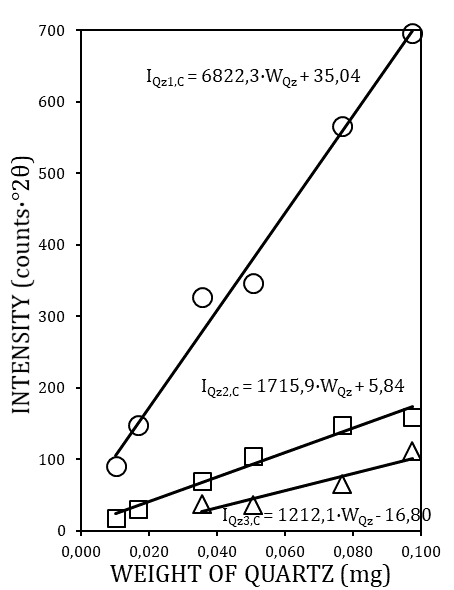 700
600
500
400
300
200
100
0
INTENSITY (counts·°2θ)
I_Qz1,C = 6822,3·W_Qz + 35,04
I_Qz2,C = 1715,9·W_Qz + 5,84
I_Qz3,C = 1212,1·W_Qz - 16,80
0,000 0,020 0,040 0,060 0,080 0,100
WEIGHT OF QUARTZ (mg)